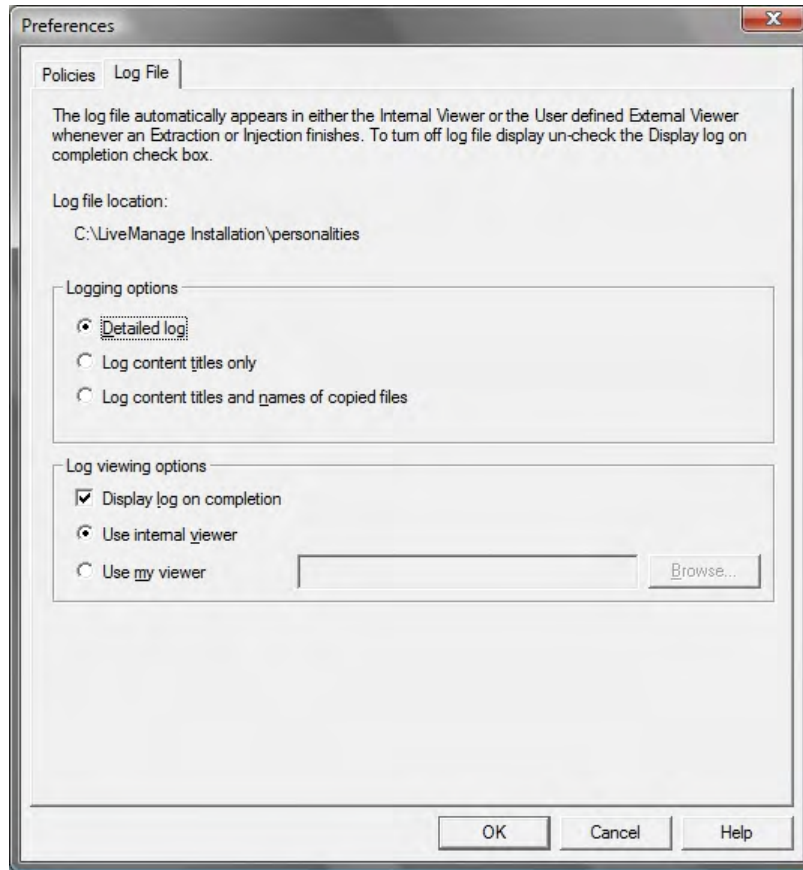 Preferences
Policies Log File
The log file automatically appears in either the Internal Viewer or the User defined External Viewer
whenever an Extraction or Injection finishes. To turn off log file display un-check the Display log on
completion check box.
Log file location:
C:\LiveManage Installation\personalities
Logging options
Detailed log
Log content titles only
Log content titles and names of copied files
Log viewing options
Display log on completion
Use internal viewer
Use my viewer Browse...
OK Cancel Help